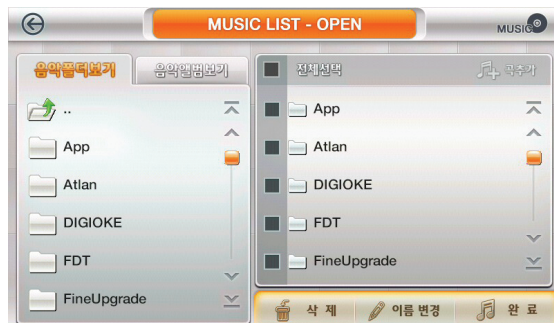 MUSIC LIST - OPEN
MUSIC
음악폴더보기
음악앨범보기
..
App
Atlan
DIGIOKE
FDT
FineUpgrade
전체선택
곡추가
App
Atlan
DIGIOKE
FDT
FineUpgrade
삭 제
이름 변경
완 료